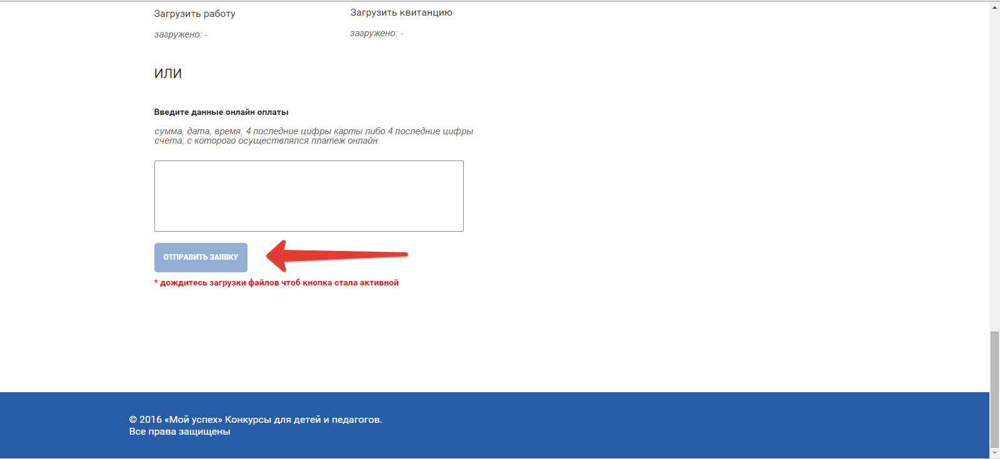 Загрузить работу
Загрузить квитанцию
загружено: -
загружено: -
ИЛИ
Введите данные онлайн оплаты
сумма, дата, время, 4 последние цифры карты либо 4 последние цифры
счета, с которого осуществлялся платеж онлайн
ОТПРАВИТЬ ЗАЯВКУ
* дождитесь загрузки файлов чтоб кнопка стала активной
© 2016 «Мой успех» Конкурсы для детей и педагогов.
Все права защищены